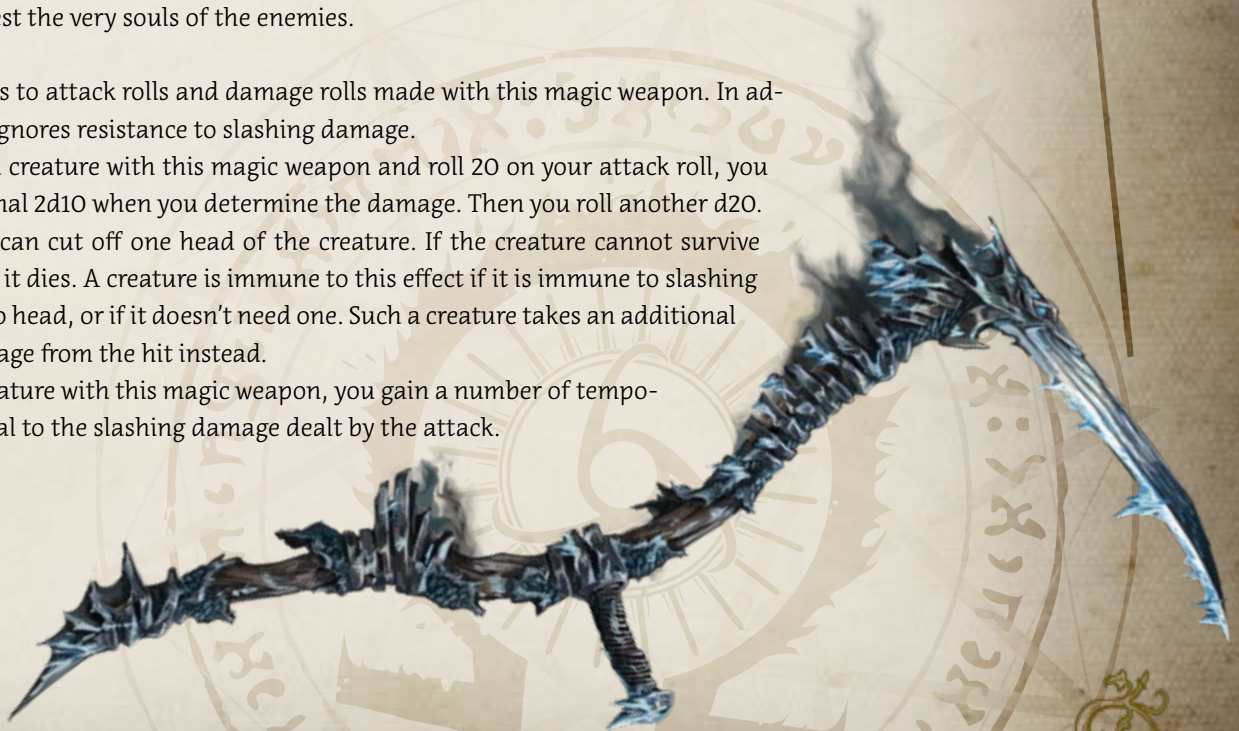 st the very souls of the enemies.
s to attack rolls and damage rolls made with this magic weapon. In ad-
gnores resistance to slashing damage.
creature with this magic weapon and roll 20 on your attack roll, you
nal 2d10 when you determine the damage. Then you roll another d20.
can cut off one head of the creature. If the creature cannot survive
it dies. A creature is immune to this effect if it is immune to slashing
o head, or if it doesn’t need one. Such a creature takes an additional
age from the hit instead.
ature with this magic weapon, you gain a number of tempo-
al to the slashing damage dealt by the attack.